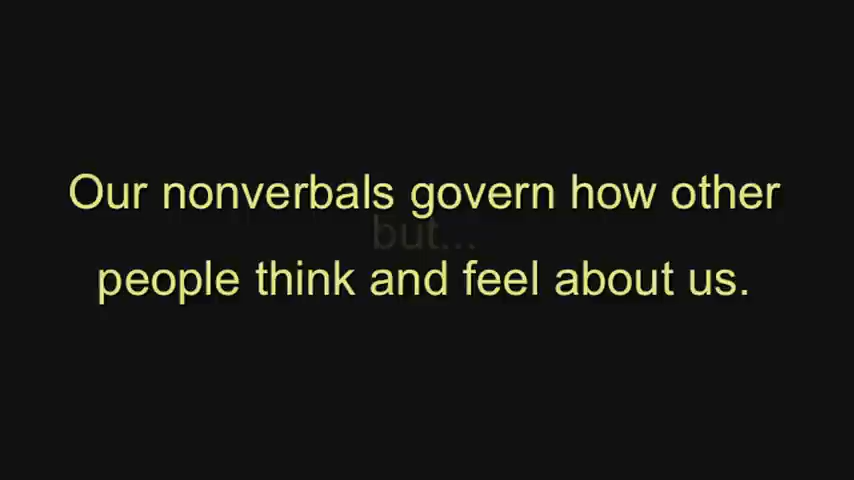 Our nonverbals govern how other
but...
people think and feel about us.